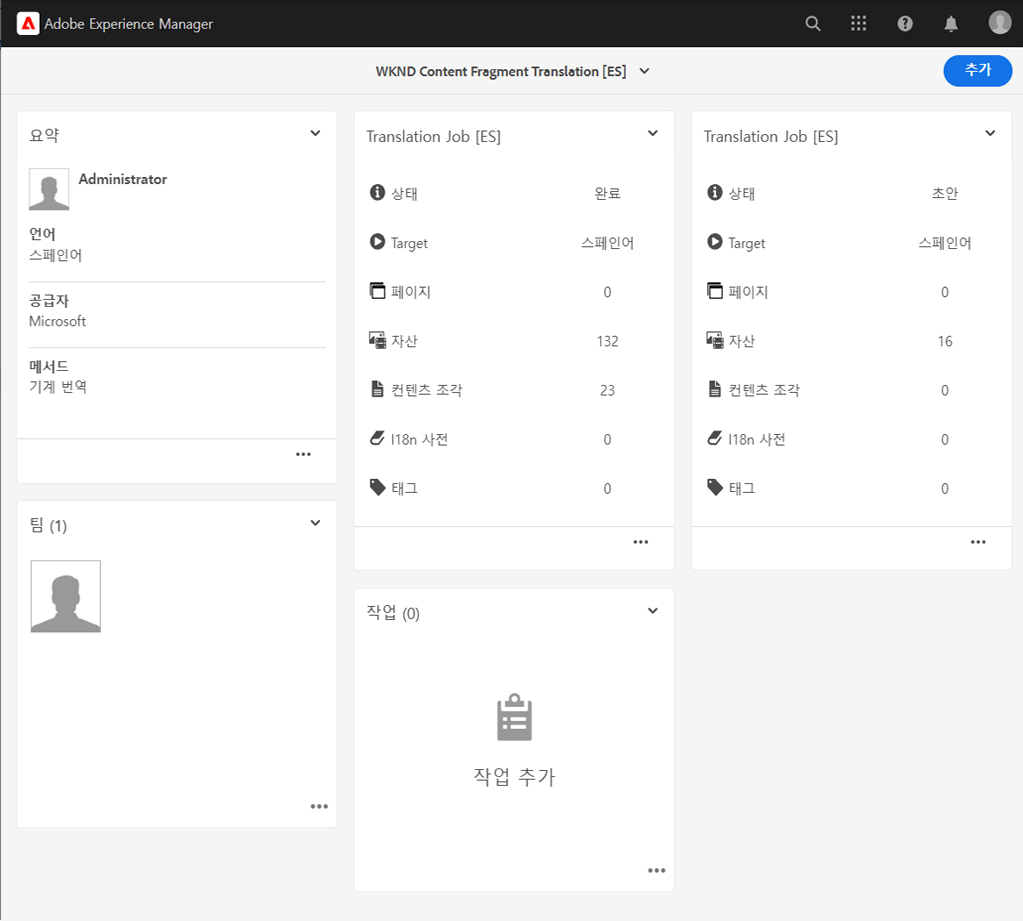 Adobe Experience Manager
WKND Content Fragment Translation [ES]
추가
요약
Administrator
언어
스페인어
공급자
Microsoft
메서드
기계 번역
팀 (1)
Translation Job [ES]
상태 완료
Target 스페인어
페이지 0
자산 132
컨텐츠 조각 23
I18n 사전 0
태그 0
작업 (0)
작업 추가
Translation Job [ES]
상태 초안
Target 스페인어
페이지 0
자산 16
컨텐츠 조각 0
I18n 사전 0
태그 0